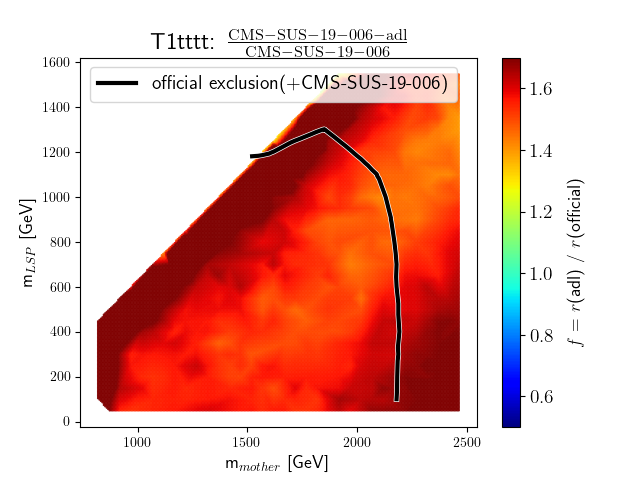 T1tttt: CMS−SUS−19−006−adl
CMS−SUS−19−006
official exclusion(+CMS-SUS-19-006)
1600
1400
1200
1000
800
600
400
200
0
m_LSP [GeV]
1000 1500 2000 2500
m_mother [GeV]
1.6
1.4
1.2
1.0
0.8
0.6
f = r(adl) / r(official)